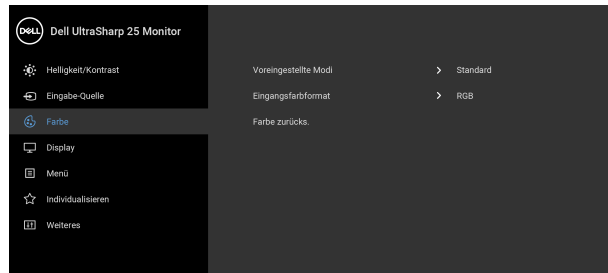 DELL Dell UltraSharp 25 Monitor
Helligkeit/Kontrast
Eingabe-Quelle
Farbe
Display
Menü
Individualisieren
Weiteres
Voreingestellte Modi > Standard
Eingangsfarbformat > RGB
Farbe zurücks.